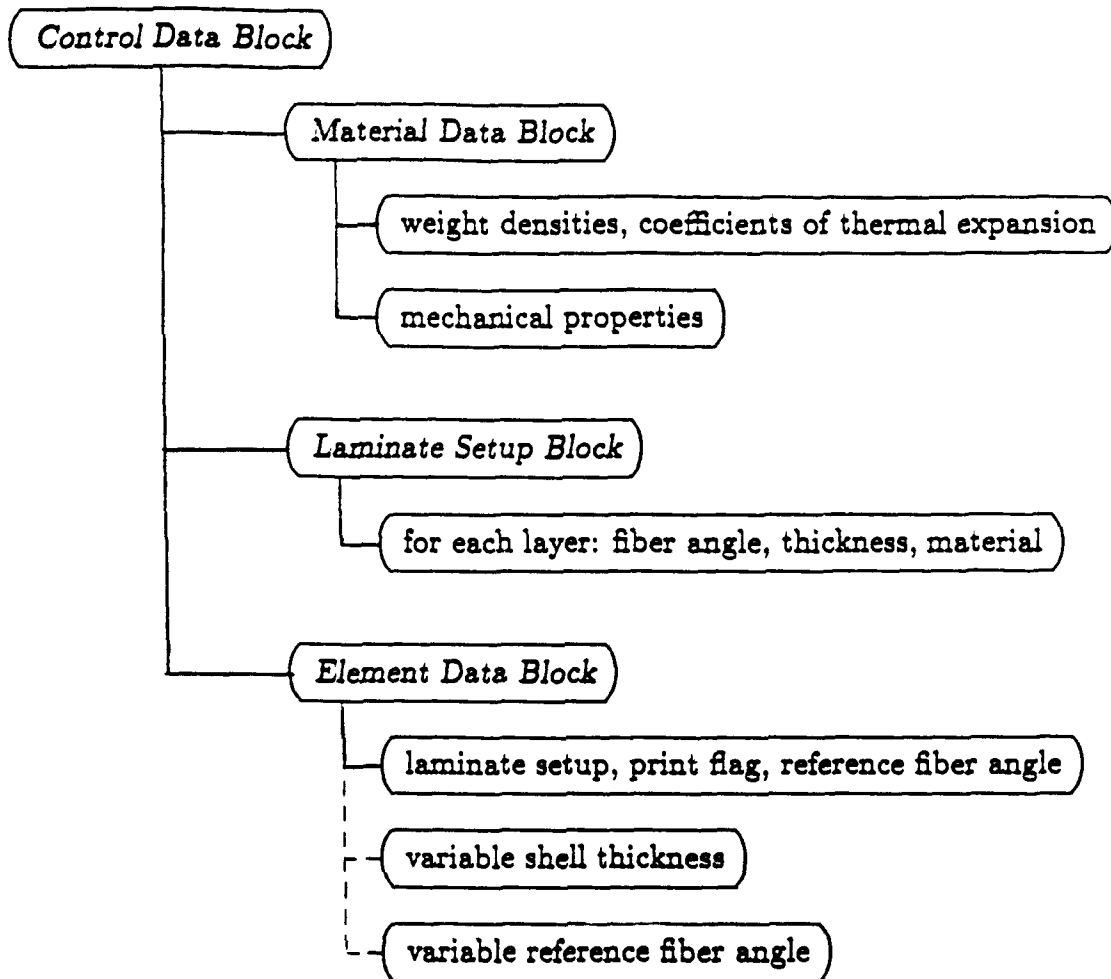 Control Data Block
Material Data Block
weight densities, coefficients of thermal expansion
mechanical properties
Laminate Setup Block
for each layer: fiber angle, thickness, material
Element Data Block
laminate setup, print flag, reference fiber angle
variable shell thickness
variable reference fiber angle